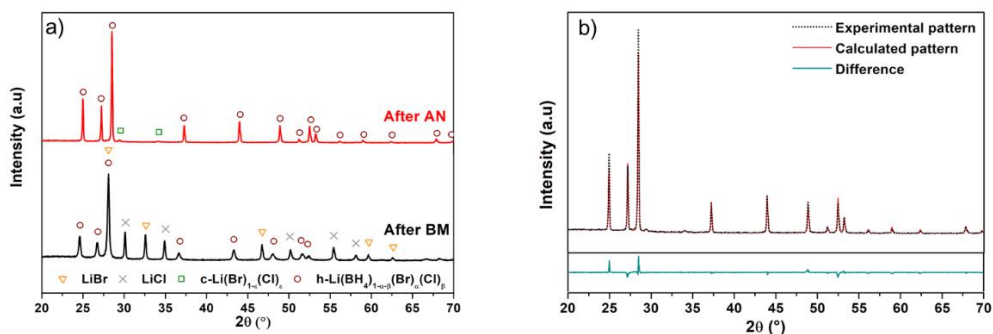 a)
After AN
After BM
LiBr
LiCl
c-Li(Br)₁₋ε(Cl)ε
h-Li(BH₄)₁₋α₋β(Br)α(Cl)β
Intensity (a.u)
20 25 30 35 40 45 50 55 60 65 70
2θ (°)
b)
Experimental pattern
Calculated pattern
Difference
Intensity (a.u)
20 25 30 35 40 45 50 55 60 65 70
2θ (°)